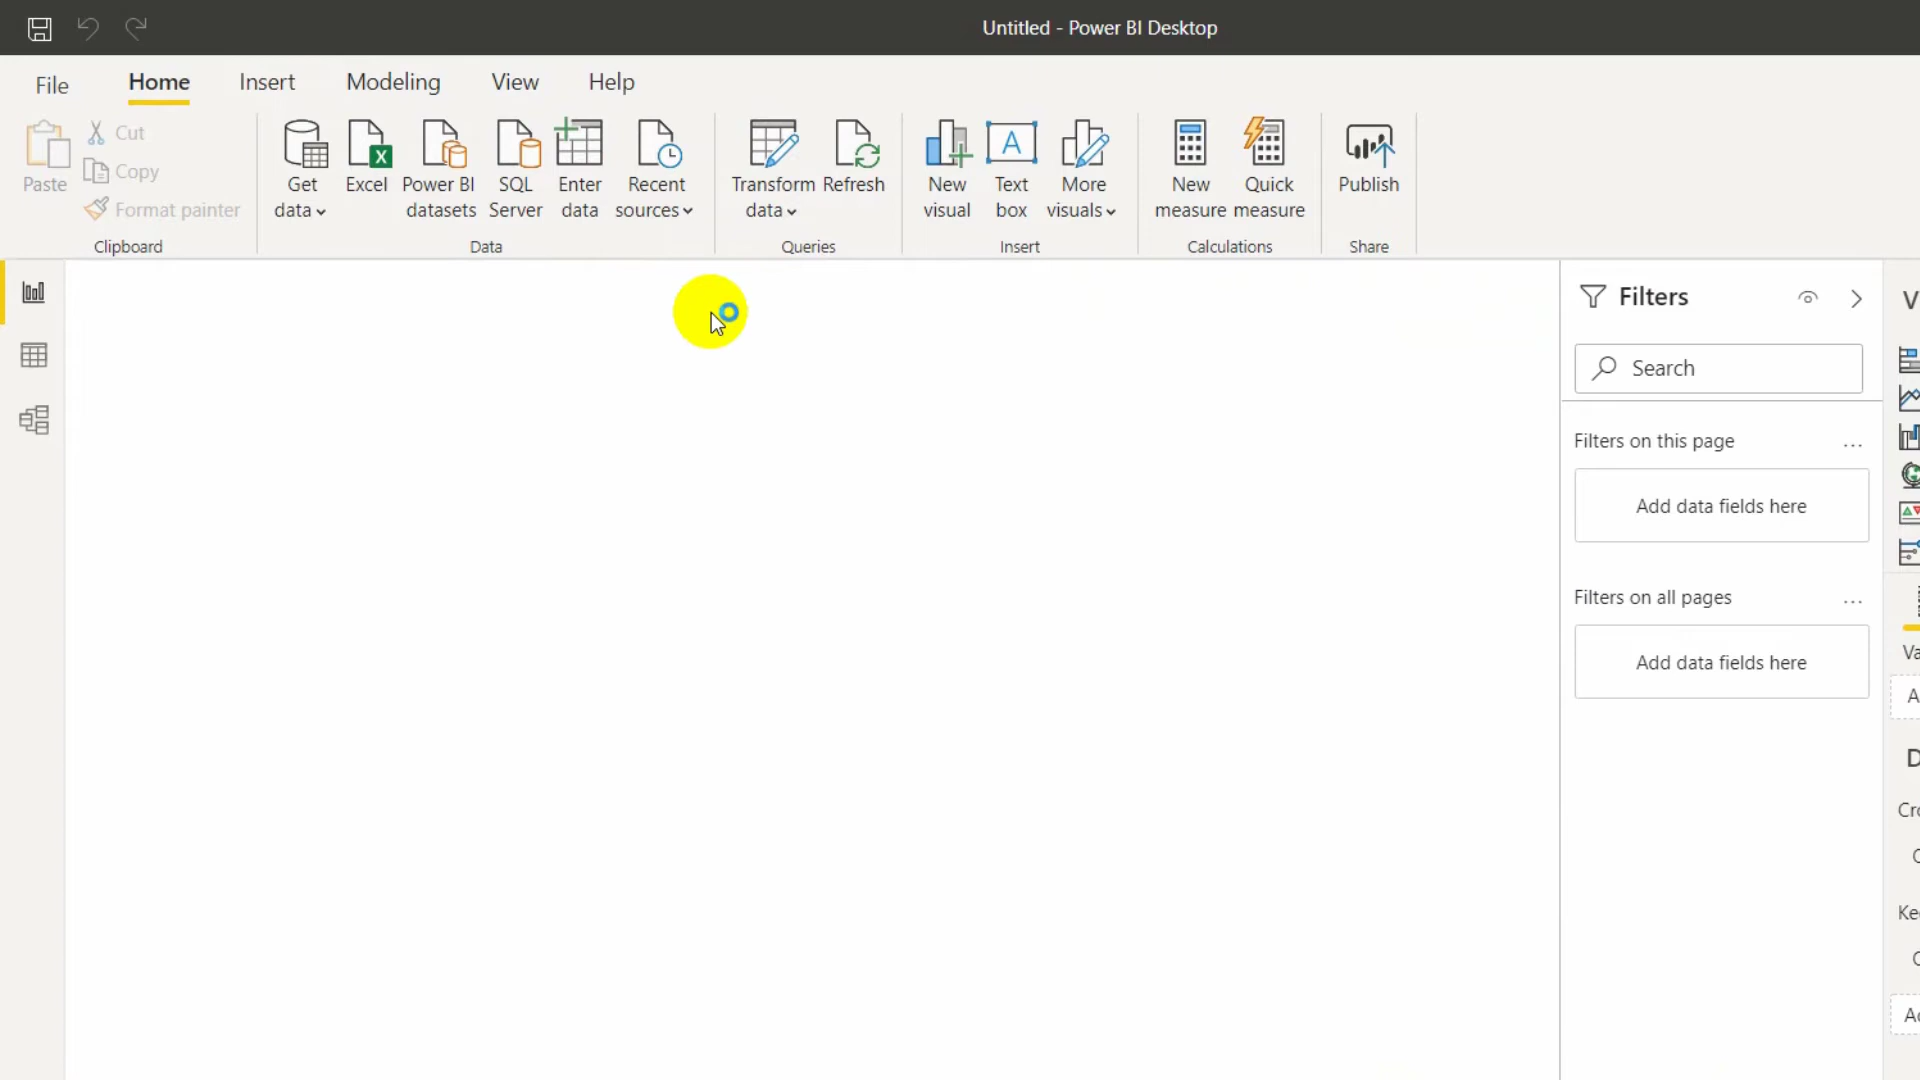 Untitled - Power BI Desktop
File Home Insert Modeling View Help
Paste
Cut
Copy
Format painter
Clipboard
Get data
Excel
Power BI datasets
SQL Server
Enter data
Recent sources
Data
Transform data
Refresh
Queries
New visual
Text box
More visuals
Insert
New measure
Quick measure
Calculations
Publish
Share
Filters
Search
Filters on this page ...
Add data fields here
Filters on all pages ...
Add data fields here